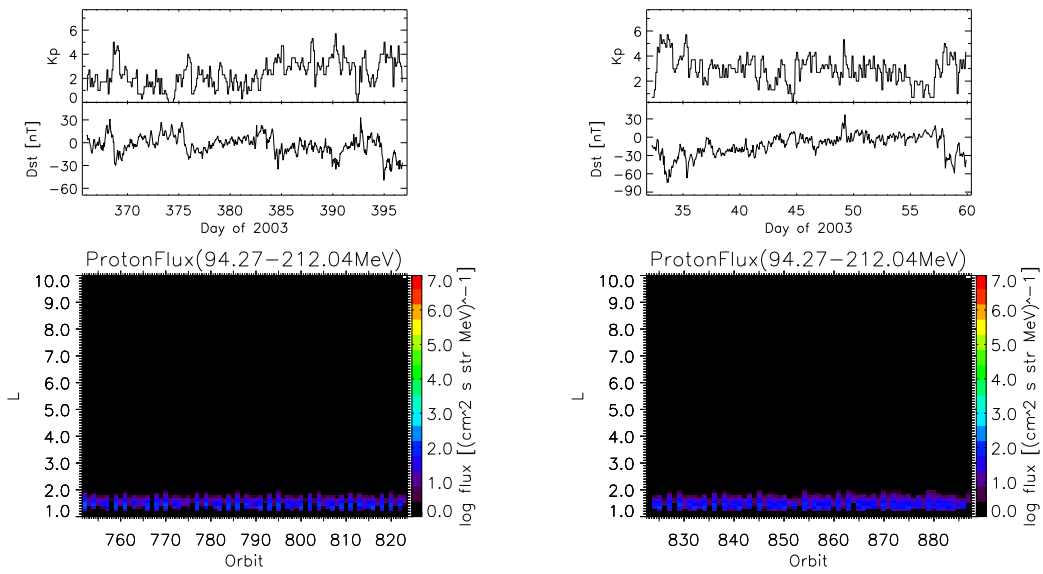 6
4
2
0
Kp
30
0
-30
-60
Dst [nT]
370 375 380 385 390 395
Day of 2003
ProtonFlux(94.27-212.04MeV)
10.0
9.0
8.0
7.0
6.0
5.0
4.0
3.0
2.0
1.0
L
760 770 780 790 800 810 820
Orbit
7.0
6.0
5.0
4.0
3.0
2.0
1.0
0.0
log flux [(cm^2 s str MeV)^-1]
6
4
2
Kp
30
0
-30
-60
-90
Dst [nT]
35 40 45 50 55 60
Day of 2003
ProtonFlux(94.27-212.04MeV)
10.0
9.0
8.0
7.0
6.0
5.0
4.0
3.0
2.0
1.0
L
830 840 850 860 870 880
Orbit
7.0
6.0
5.0
4.0
3.0
2.0
1.0
0.0
log flux [(cm^2 s str MeV)^-1]